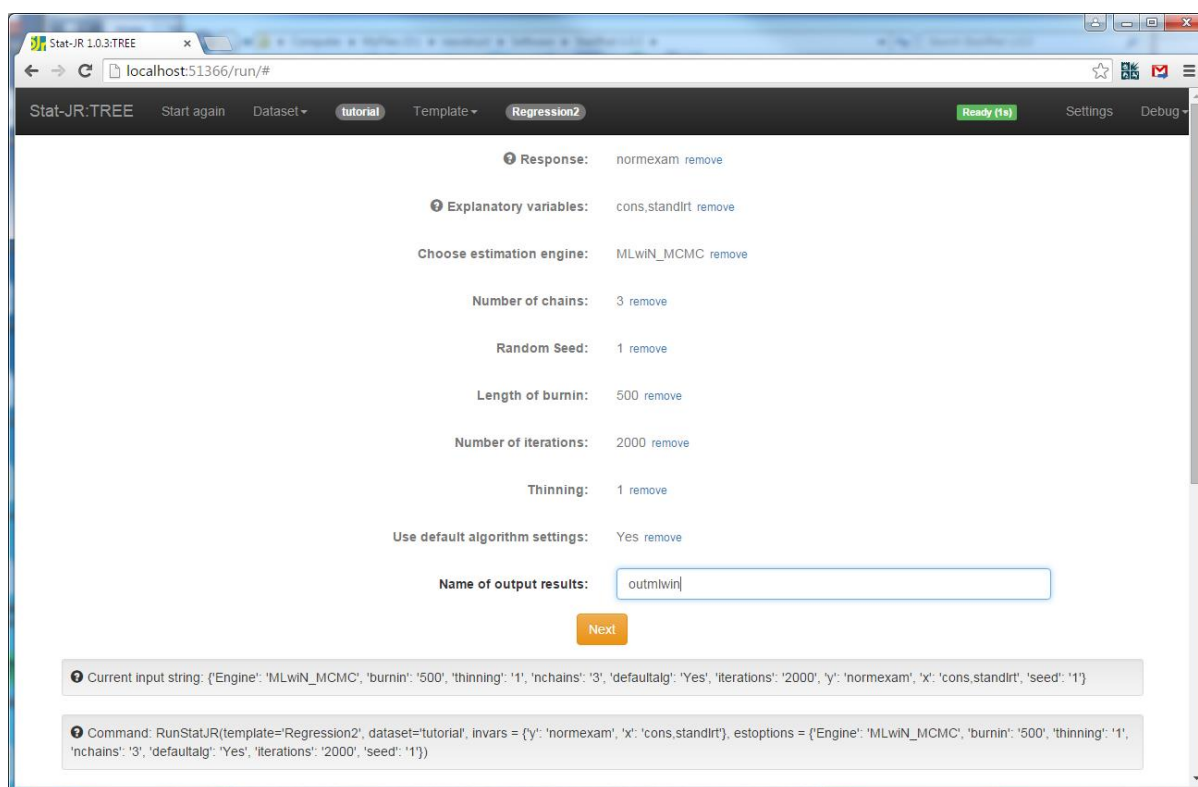 Stat-JR 1.0.3:TREE
localhost:51366/run/#
Stat-JR:TREE Start again Dataset tutorial Template Regression2 Ready (1s) Settings Debug
Response: normexam remove
Explanatory variables: cons,standlrt remove
Choose estimation engine: MLwiN_MCMC remove
Number of chains: 3 remove
Random Seed: 1 remove
Length of burnin: 500 remove
Number of iterations: 2000 remove
Thinning: 1 remove
Use default algorithm settings: Yes remove
Name of output results: outmlwin
Next
Current input string: {'Engine': 'MLwiN_MCMC', 'burnin': '500', 'thinning': '1', 'nchains': '3', 'defaultalg': 'Yes', 'iterations': '2000', 'y': 'normexam', 'x': 'cons,standlrt', 'seed': '1'}
Command: RunStatJR(template='Regression2', dataset='tutorial', invars = {'y': 'normexam', 'x': 'cons,standlrt'}, estoptions = {'Engine': 'MLwiN_MCMC', 'burnin': '500', 'thinning': '1',
'nchains': '3', 'defaultalg': 'Yes', 'iterations': '2000', 'seed': '1'})